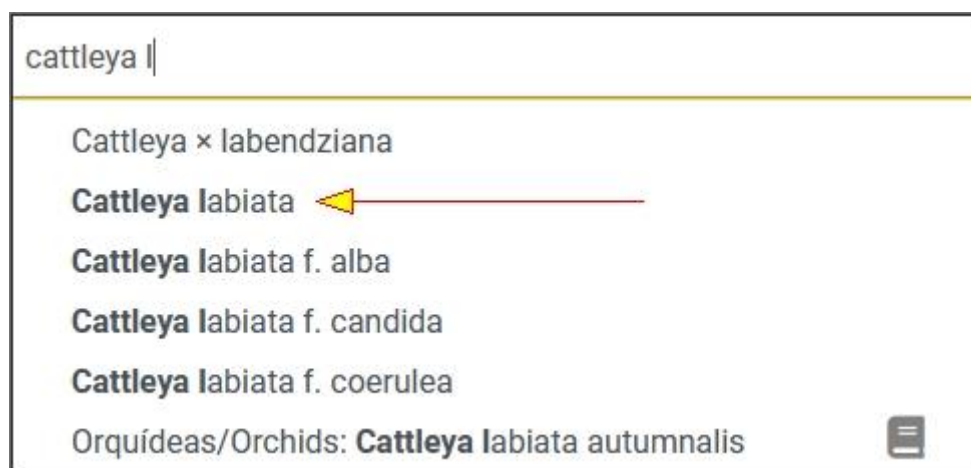 cattleya l
Cattleya × labendziana
Cattleya labiata
Cattleya labiata f. alba
Cattleya labiata f. candida
Cattleya labiata f. coerulea
Orquídeas/Orchids: Cattleya labiata autumnalis